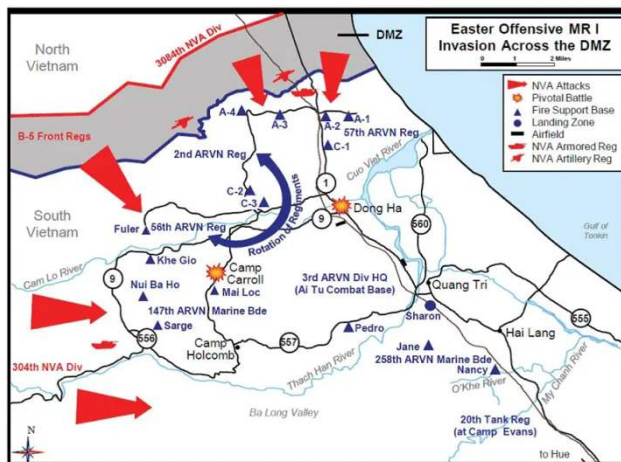 Easter Offensive MR I
Invasion Across the DMZ
0 1 2 Miles
NVA Attacks
Pivotal Battle
Fire Support Base
Landing Zone
Airfield
NVA Armored Reg
NVA Artillery Reg
DMZ
North
Vietnam
3084th NVA Div
B-5 Front Regs
A-4
A-3
A-2
A-1
57th ARVN Reg
C-1
2nd ARVN Reg
Cuo Viet River
C-2
C-3
1
9
Dong Ha
560
Gulf of
Tonkin
South
Vietnam
Fuler
56th ARVN Reg
Rotation of Regiments
Cam Lo River
9
Khe Gio
Camp
Carroll
Nui Ba Ho
Mai Loc
147th ARVN
Marine Bde
3rd ARVN Div HQ
(Ai Tu Combat Base)
Quang Tri
Sharon
555
Sarge
556
Camp
Holcomb
557
Pedro
Hai Lang
304th NVA Div
Thach Han River
Jane
258th ARVN Marine Bde
Nancy
O'Khe River
My Chanh River
Ba Long Valley
20th Tank Reg
(at Camp Evans)
N
to Hue